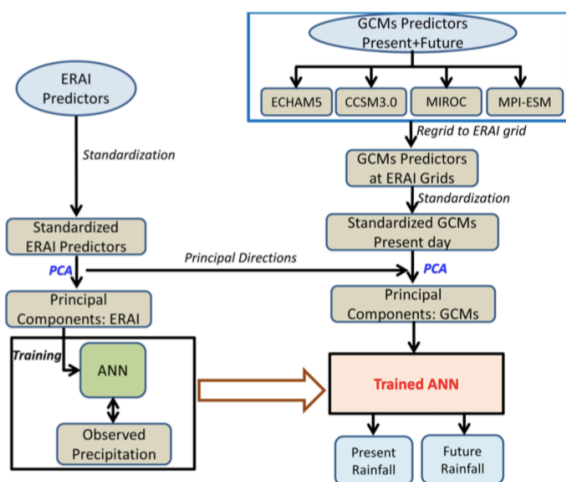 GCMs Predictors
Present+Future
ECHAM5
CCSM3.0
MIROC
MPI-ESM
Regrid to ERAI grid
GCMs Predictors
at ERAI Grids
Standardization
Standardized GCMs
Present day
PCA
Principal
Components: GCMs
Trained ANN
Present
Rainfall
Future
Rainfall
ERAI
Predictors
Standardization
Standardized
ERAI Predictors
PCA
Principal Directions
Principal
Components: ERAI
Training
ANN
Observed
Precipitation